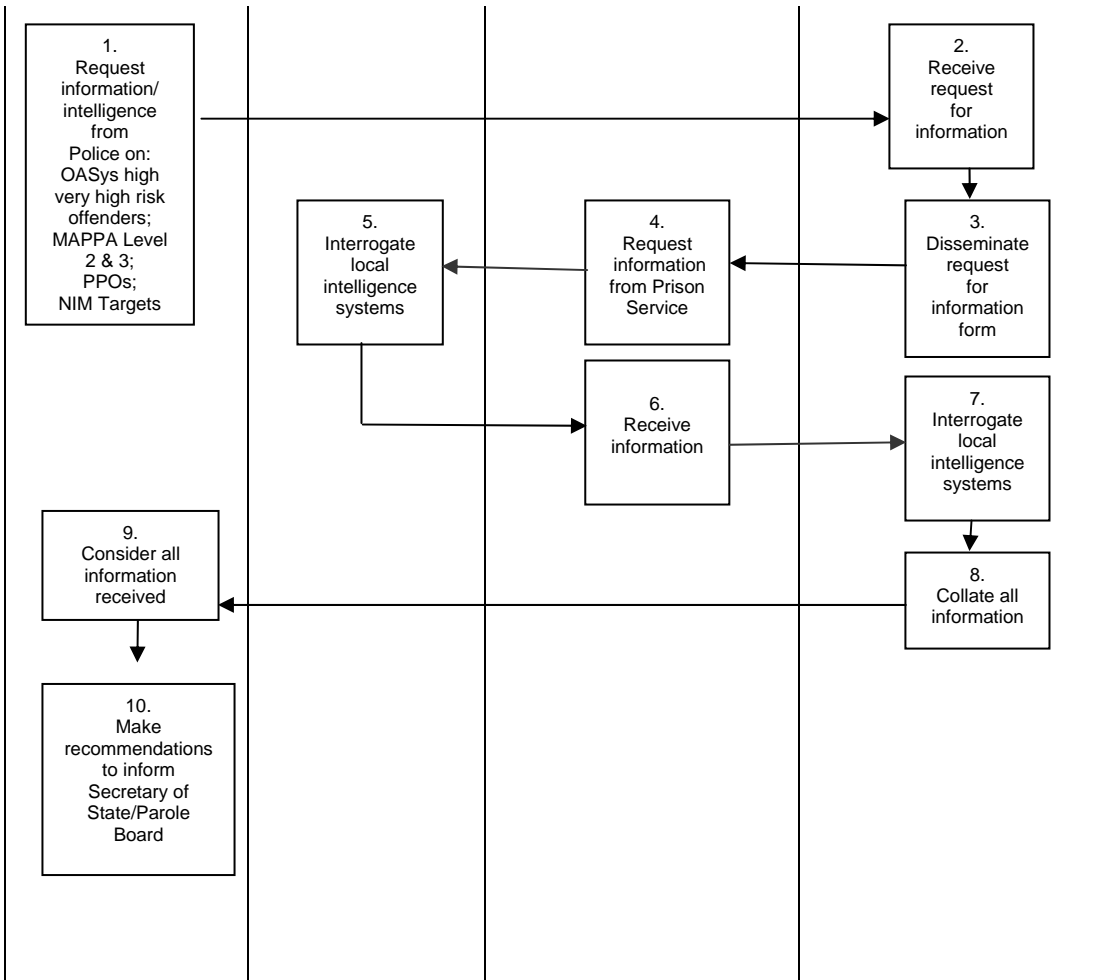 1.
Request
information/
intelligence
from
Police on:
OASys high
very high risk
offenders;
MAPPA Level
2 & 3;
PPOs;
NIM Targets
2.
Receive
request
for
information
3.
Disseminate
request
for
information
form
4.
Request
information
from Prison
Service
5.
Interrogate
local
intelligence
systems
6.
Receive
information
7.
Interrogate
local
intelligence
systems
8.
Collate all
information
9.
Consider all
information
received
10.
Make
recommendations
to inform
Secretary of
State/Parole
Board